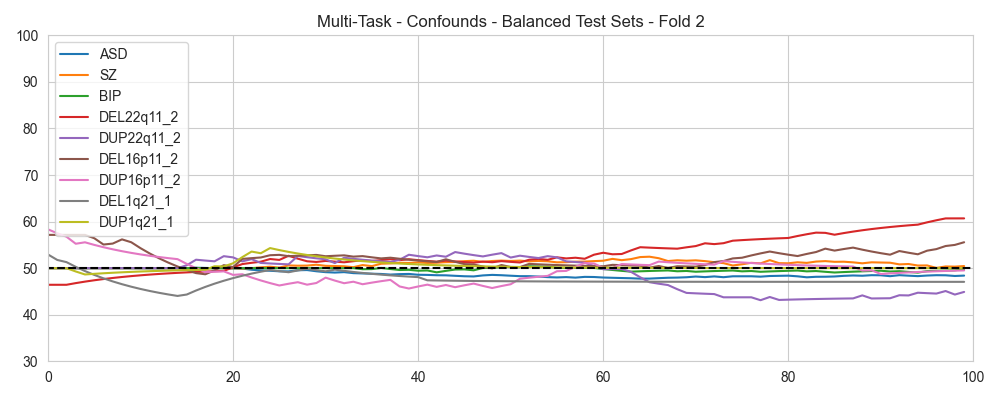 Multi-Task - Confounds - Balanced Test Sets - Fold 2
100
90
80
70
60
50
40
30
ASD
SZ
BIP
DEL22q11_2
DUP22q11_2
DEL16p11_2
DUP16p11_2
DEL1q21_1
DUP1q21_1
0 20 40 60 80 100